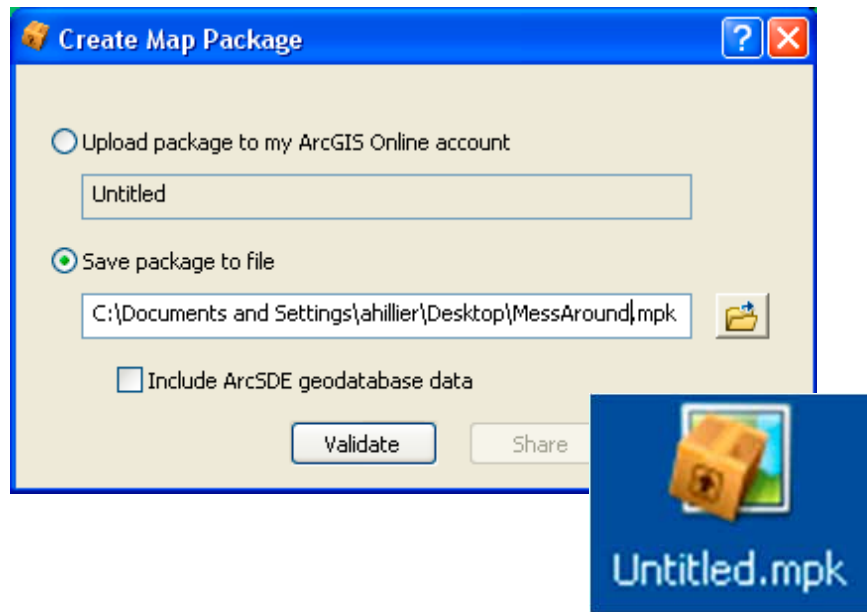 Create Map Package
Upload package to my ArcGIS Online account
Untitled
Save package to file
C:\Documents and Settings\ahillier\Desktop\MessAround.mpk
Include ArcSDE geodatabase data
Validate Share
Untitled.mpk